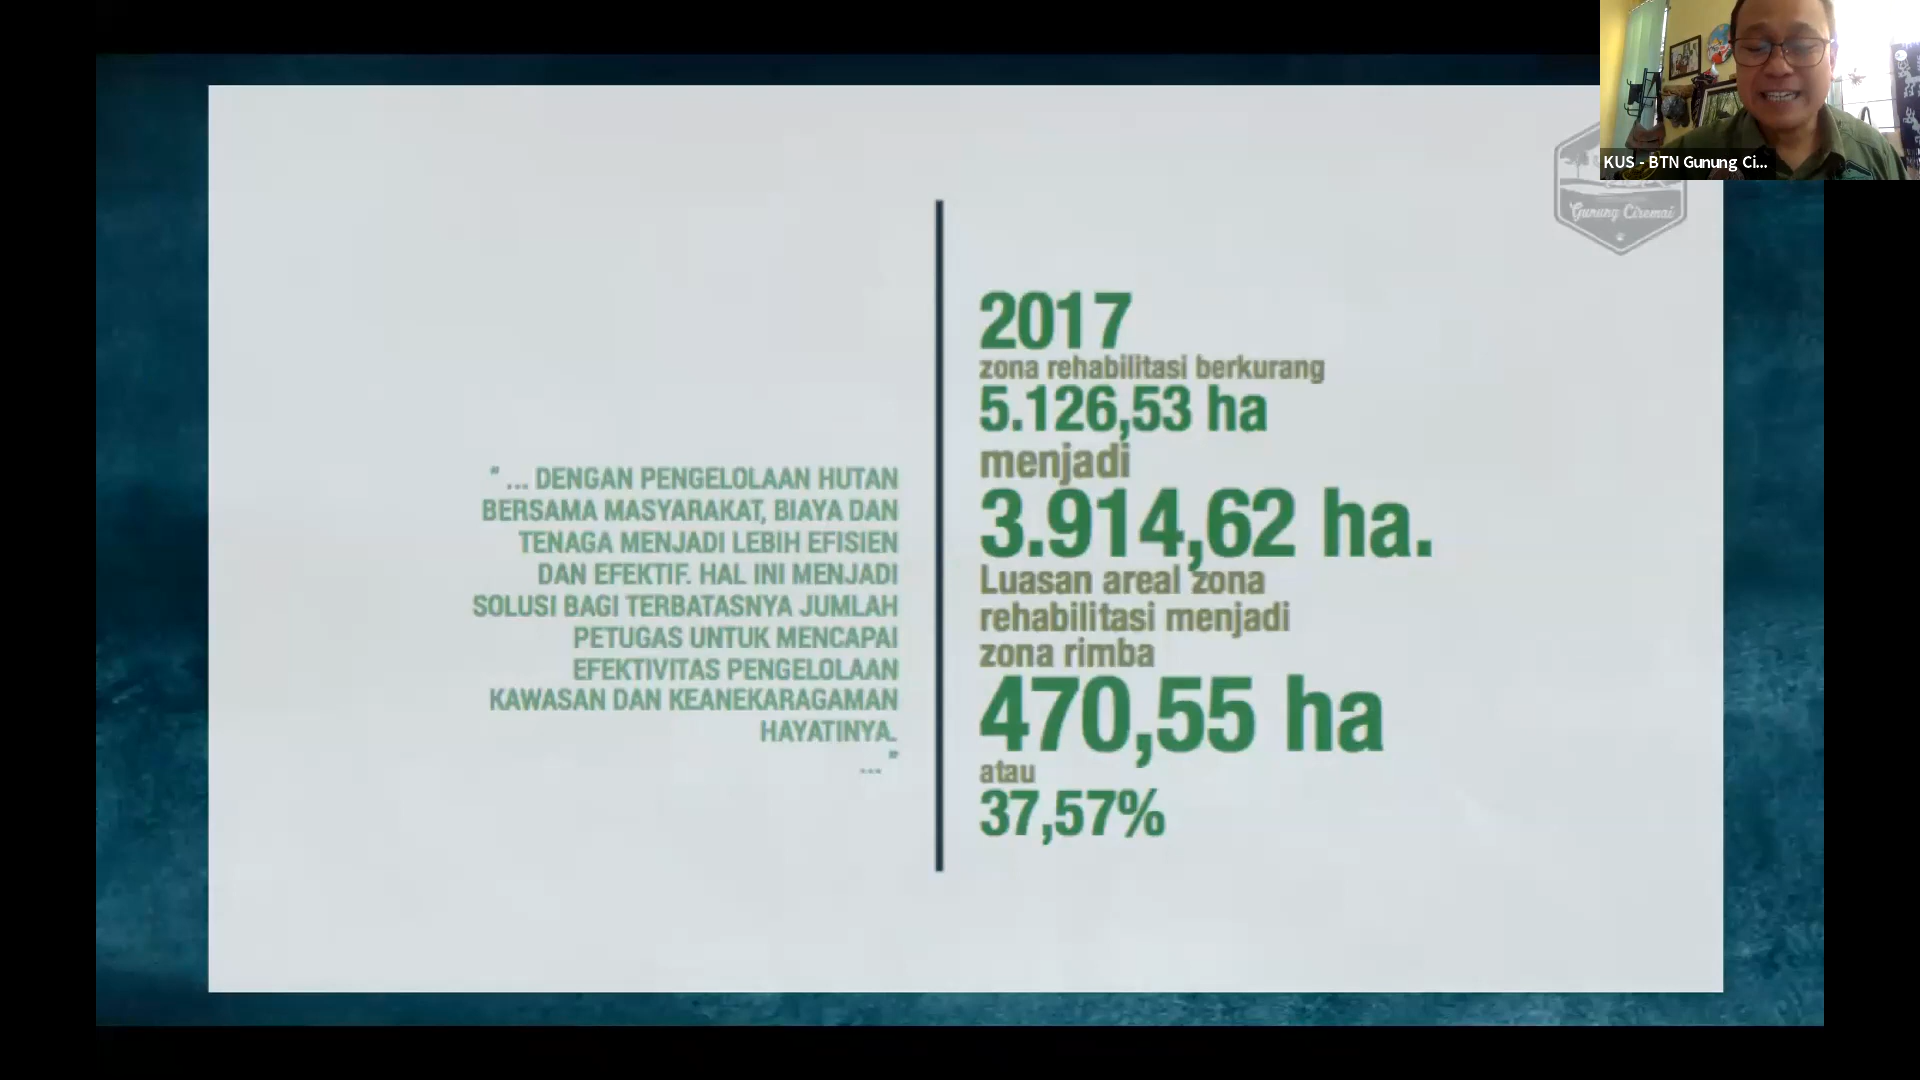 KUS - BTN Gunung Ci...
Gunung Ciremai
" ... DENGAN PENGELOLAAN HUTAN
BERSAMA MASYARAKAT, BIAYA DAN
TENAGA MENJADI LEBIH EFISIEN
DAN EFEKTIF. HAL INI MENJADI
SOLUSI BAGI TERBATASNYA JUMLAH
PETUGAS UNTUK MENCAPAI
EFEKTIVITAS PENGELOLAAN
KAWASAN DAN KEANEKARAGAMAN
HAYATINYA.
... "
2017
zona rehabilitasi berkurang
5.126,53 ha
menjadi
3.914,62 ha.
Luasan areal zona
rehabilitasi menjadi
zona rimba
470,55 ha
atau
37,57%